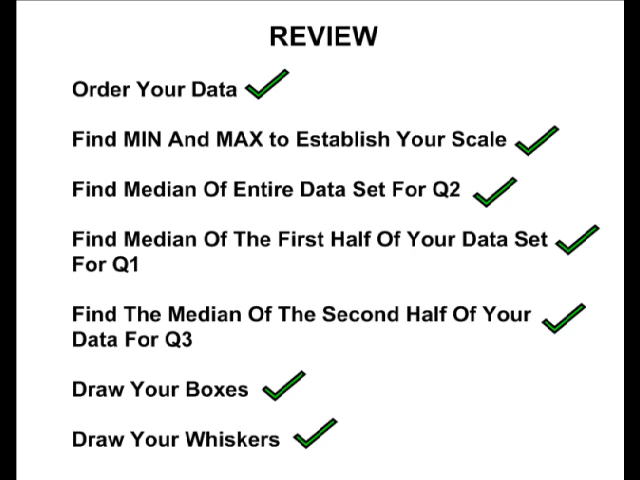 REVIEW
Order Your Data
Find MIN And MAX to Establish Your Scale
Find Median Of Entire Data Set For Q2
Find Median Of The First Half Of Your Data Set
For Q1
Find The Median Of The Second Half Of Your
Data For Q3
Draw Your Boxes
Draw Your Whiskers